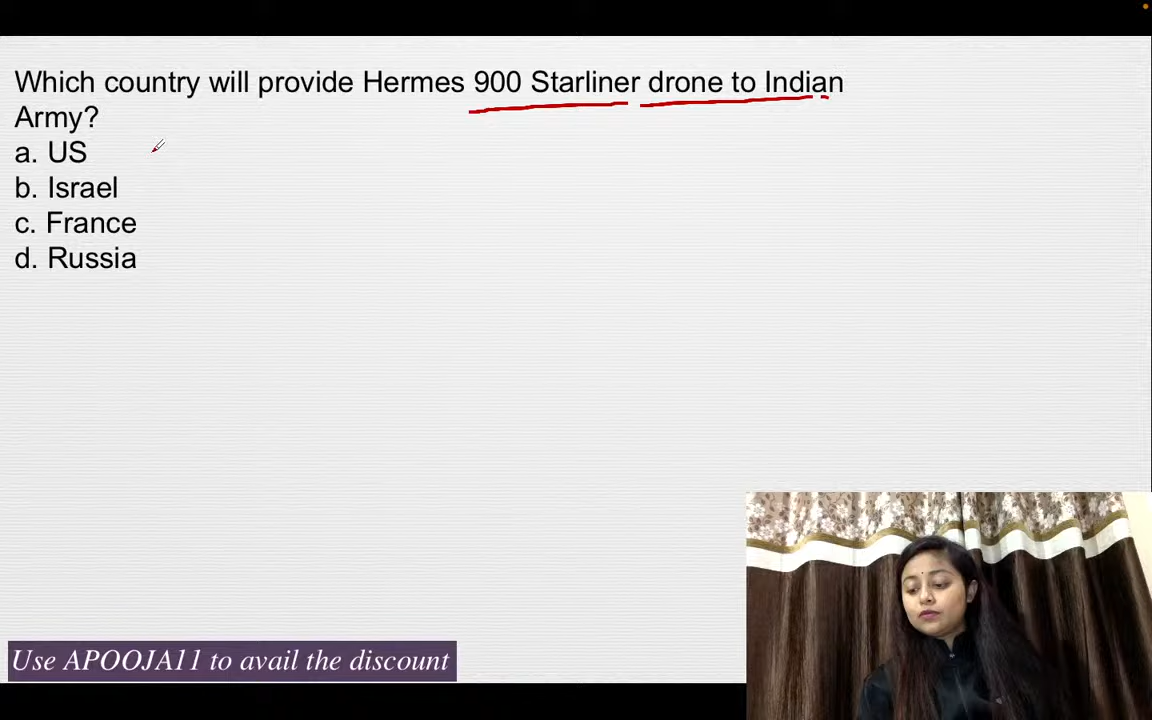 Which country will provide Hermes 900 Starliner drone to Indian
Army?
a. US
b. Israel
c. France
d. Russia
Use APOOJA11 to avail the discount